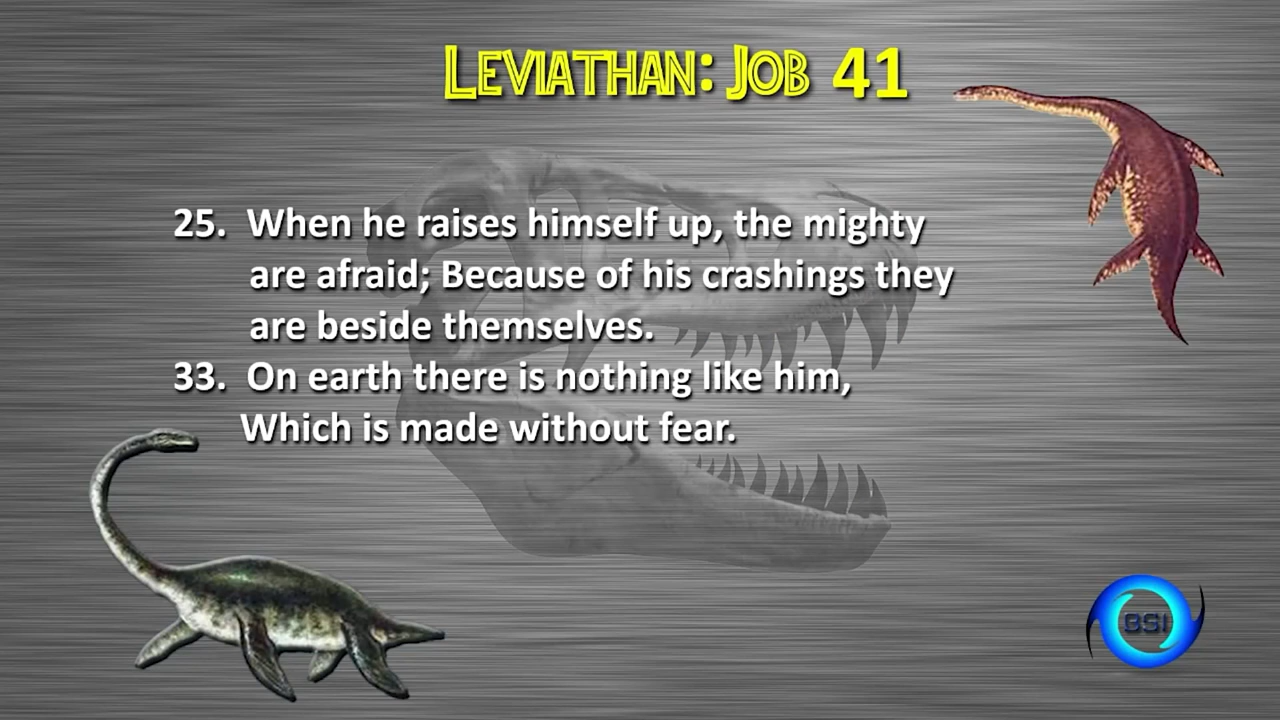 LEVIATHAN: JOB 41
25. When he raises himself up, the mighty
are afraid; Because of his crashings they
are beside themselves.
33. On earth there is nothing like him,
Which is made without fear.
BSI